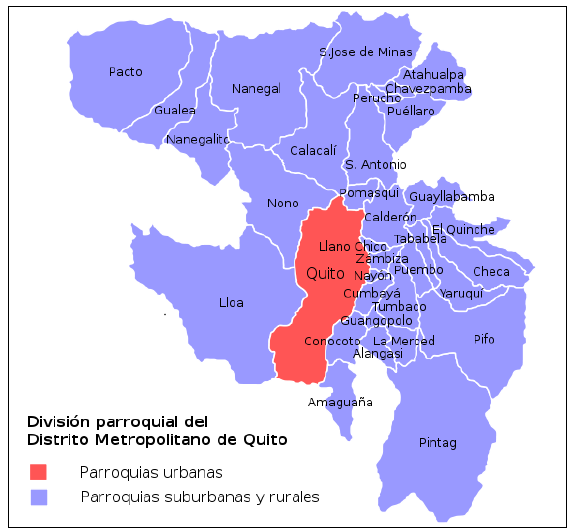 S.Jose de Minas
Pacto
Atahualpa
Nanegal
Chavezpamba
Perucho
Gualea
Puéllaro
Nanegalito
Calacalí
S. Antonio
Pomasqui
Guayllabamba
Nono
Calderón
El Quinche
Tababela
Llano Chico
Zámbiza
Quito
Nayón
Puembo
Checa
Cumbayá
Yaruquí
Lloa
Tumbaco
Guangopolo
Conocoto
La Merced
Pifo
Alangasi
Amaguaña
División parroquial del
Distrito Metropolitano de Quito
Pintag
Parroquias urbanas
Parroquias suburbanas y rurales